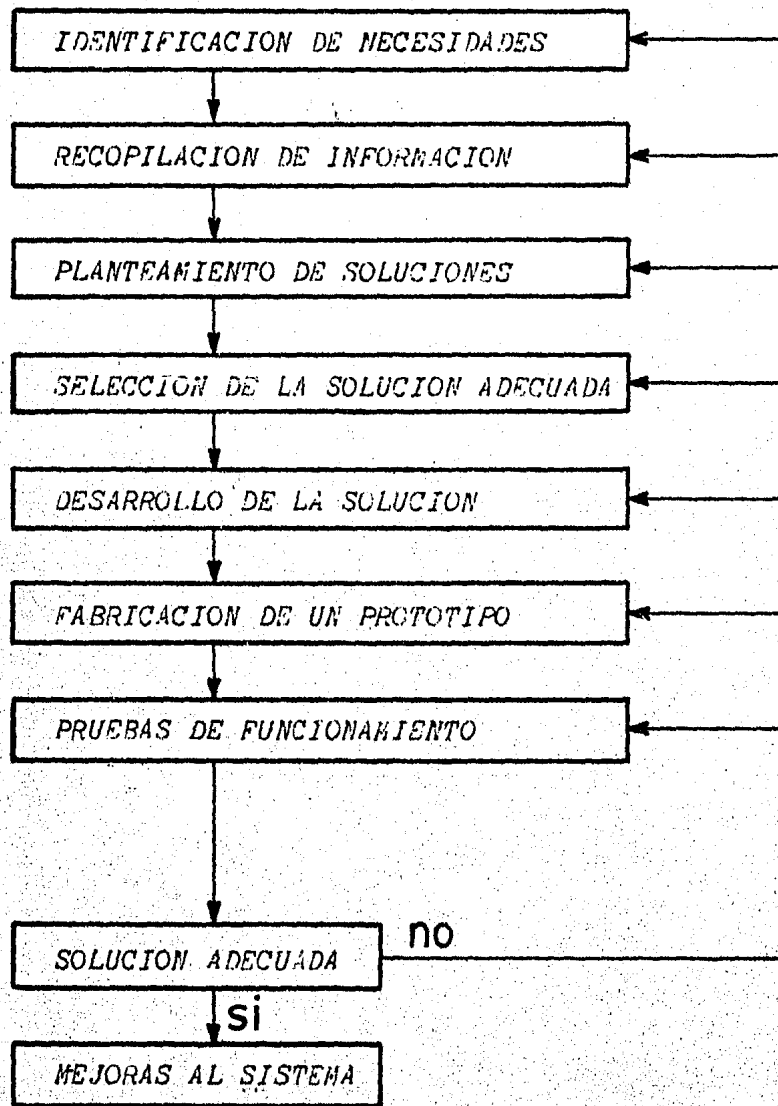 IDENTIFICACION DE NECESIDADES
RECOPILACION DE INFORMACION
PLANTEAMIENTO DE SOLUCIONES
SELECCION DE LA SOLUCION ADECUADA
DESARROLLO DE LA SOLUCION
FABRICACION DE UN PROTOTIPO
PRUEBAS DE FUNCIONAMIENTO
SOLUCION ADECUADA
no
si
MEJORAS AL SISTEMA